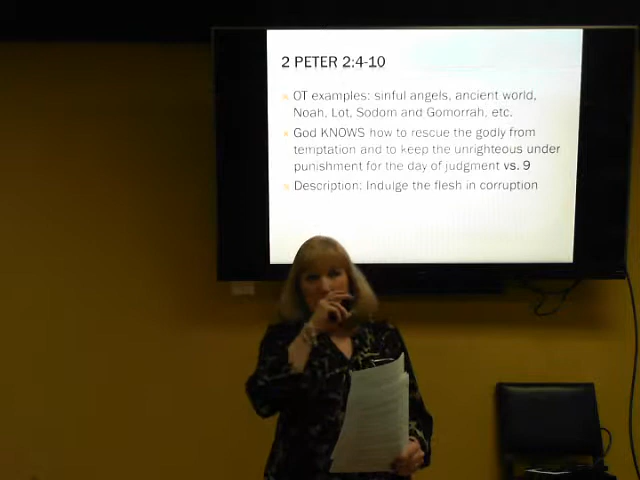 2 PETER 2:4-10
OT examples: sinful angels, ancient world,
Noah, Lot, Sodom and Gomorrah, etc.
God KNOWS how to rescue the godly from
temptation and to keep the unrighteous under
punishment for the day of judgment vs. 9
Description: Indulge the flesh in corruption